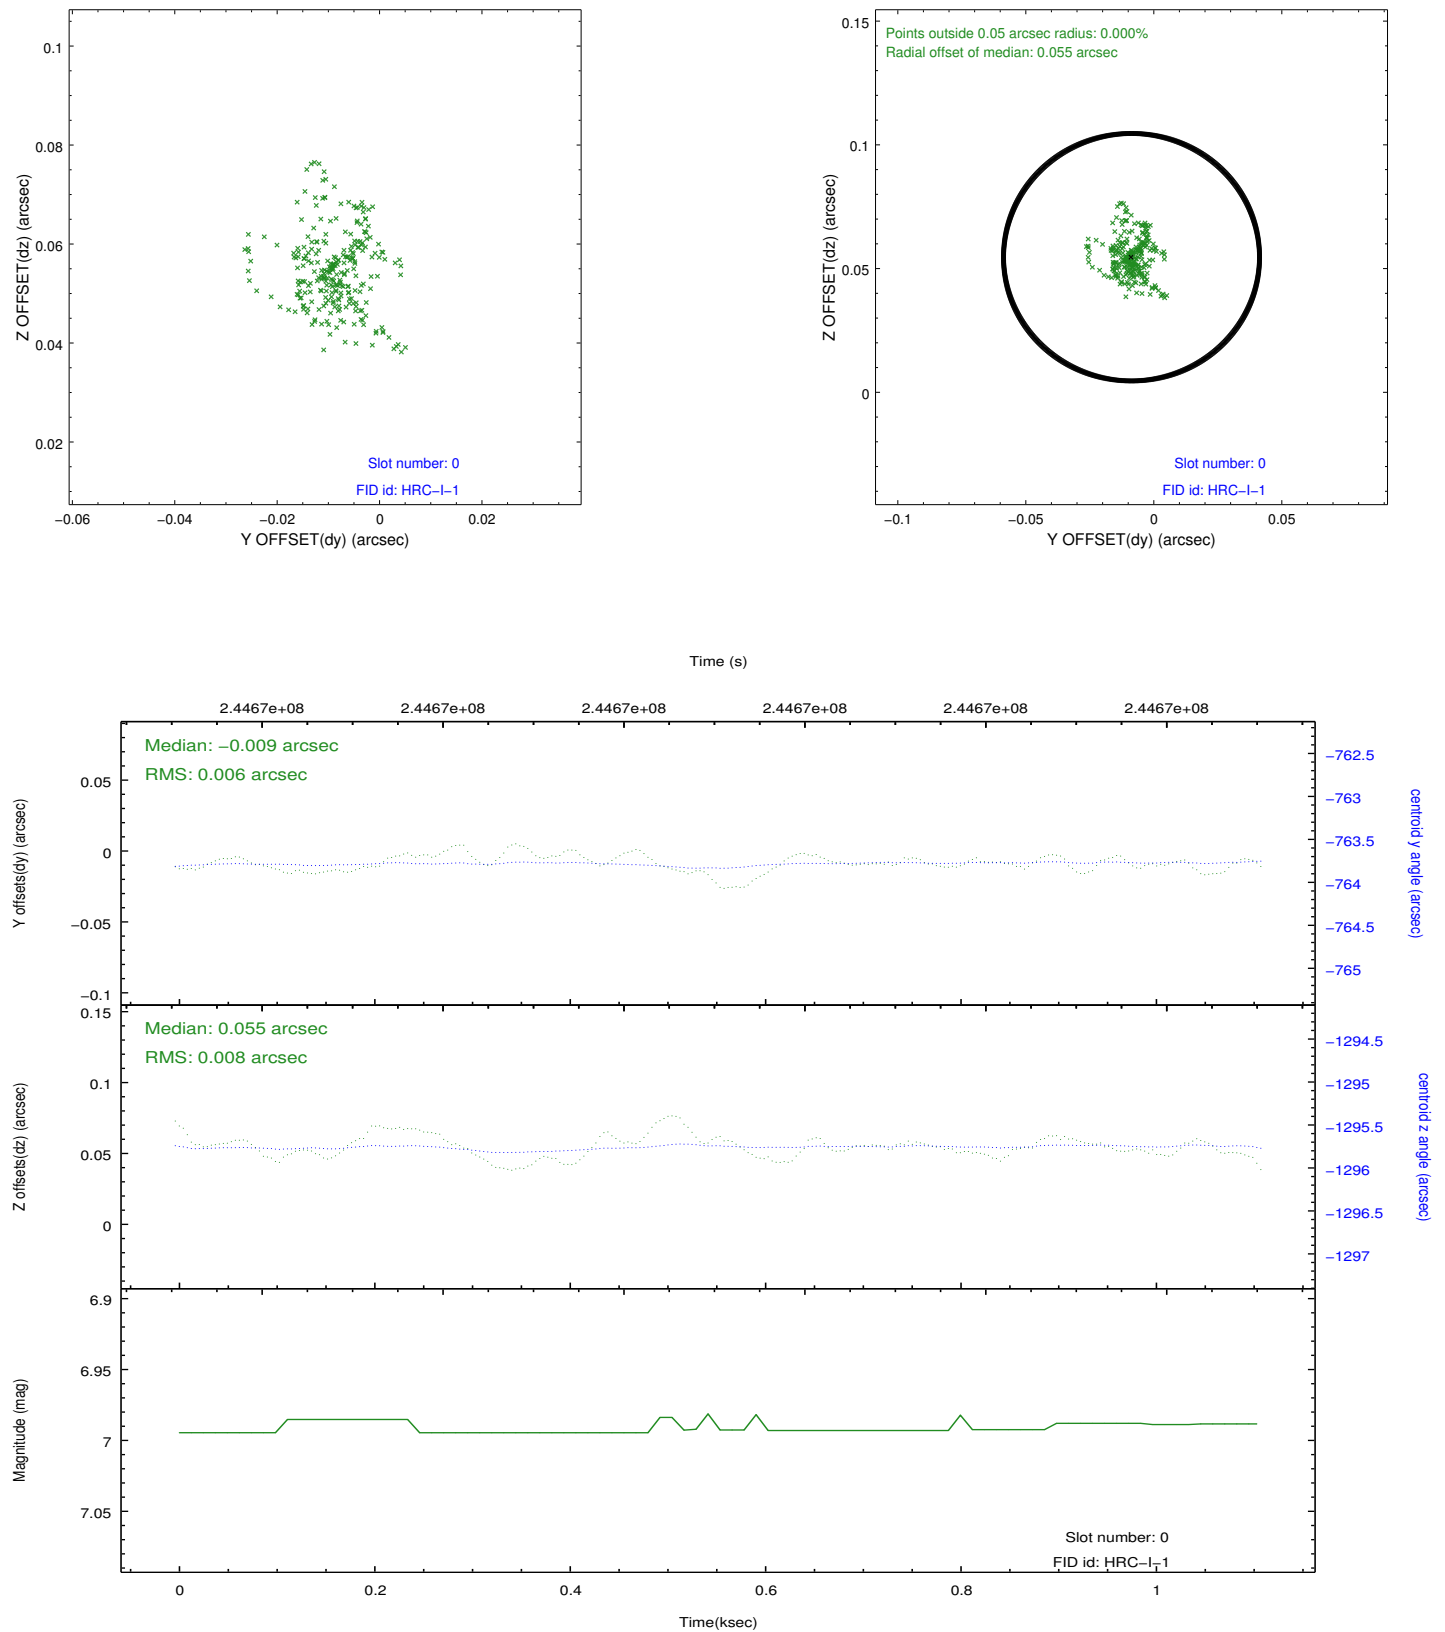 0.1
0.08
0.06
0.04
0.02
Z OFFSET(dz) (arcsec)
Slot number: 0
FID id: HRC−I−1
−0.06 −0.04 −0.02 0 0.02
Y OFFSET(dy) (arcsec)
Points outside 0.05 arcsec radius: 0.000%
Radial offset of median: 0.055 arcsec
0.15
0.1
0.05
0
Z OFFSET(dz) (arcsec)
Slot number: 0
FID id: HRC−I−1
−0.1 −0.05 0 0.05
Y OFFSET(dy) (arcsec)
Time (s)
2.4467e+08 2.4467e+08 2.4467e+08 2.4467e+08 2.4467e+08 2.4467e+08
Median: −0.009 arcsec
RMS: 0.006 arcsec
0.05
0
−0.05
−0.1
Y offsets(dy) (arcsec)
−762.5
−763
−763.5
−764
−764.5
−765
centroid y angle (arcsec)
Median: 0.055 arcsec
RMS: 0.008 arcsec
0.15
0.1
0.05
0
Z offsets(dz) (arcsec)
−1294.5
−1295
−1295.5
−1296
−1296.5
−1297
centroid z angle (arcsec)
6.9
6.95
7
7.05
Magnitude (mag)
Slot number: 0
FID id: HRC−I−1
0 0.2 0.4 0.6 0.8 1
Time(ksec)